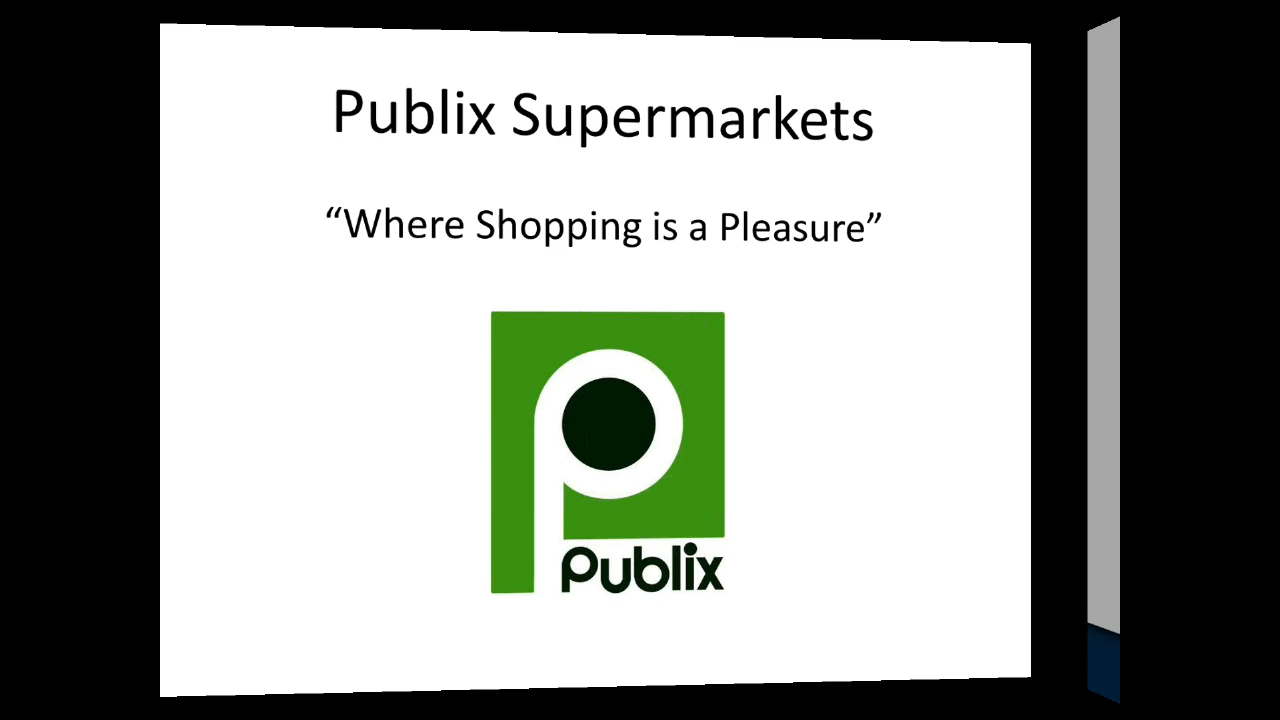 Publix Supermarkets
“Where Shopping is a Pleasure”
Publix